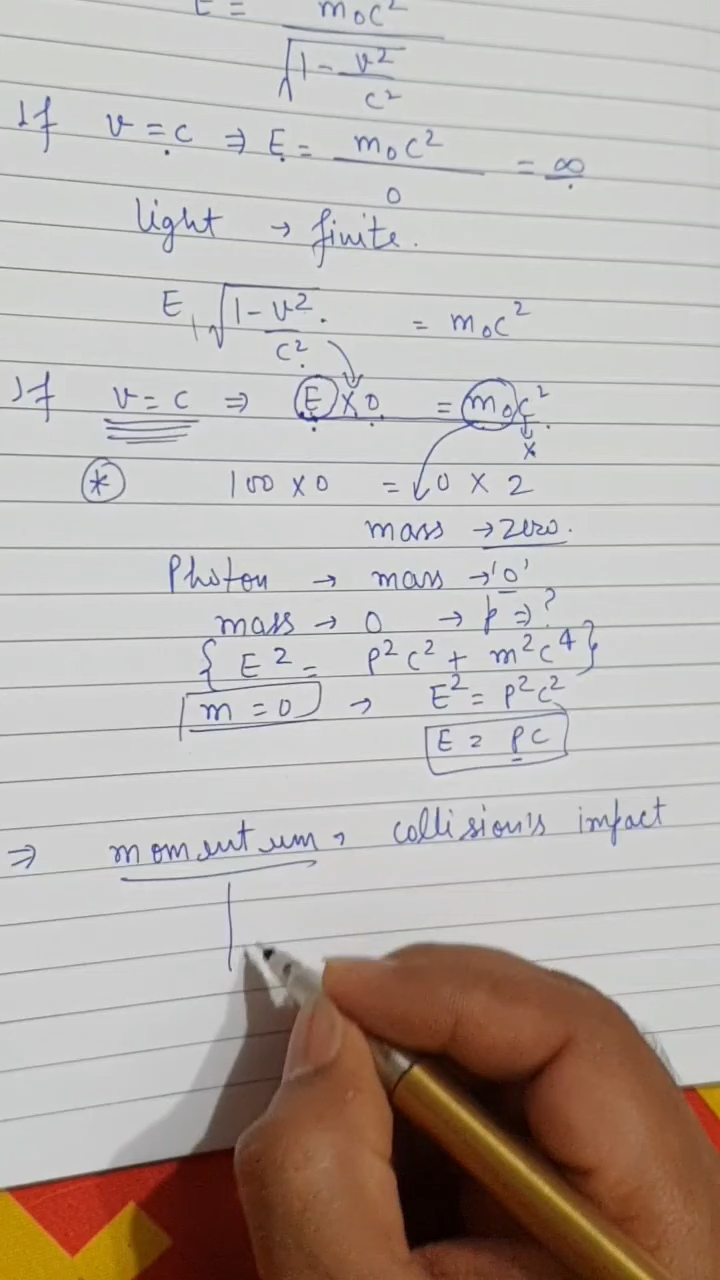 E = m₀c² / √(1 - v²/c²)
If v = c ⇒ E = m₀c² / 0 = ∞
light → finite.
E, √(1 - v²/c²) = m₀c²
If v = c ⇒ E × 0 = m₀c²
x
* 100 × 0 = 0 × 2
mass → zero.
Photon → mass → '0'
mass → 0 → p ⇒ ?
{ E² = p²c² + m²c⁴ }
m = 0 → E² = p²c²
E = pc
⇒ momentum, collision's impact